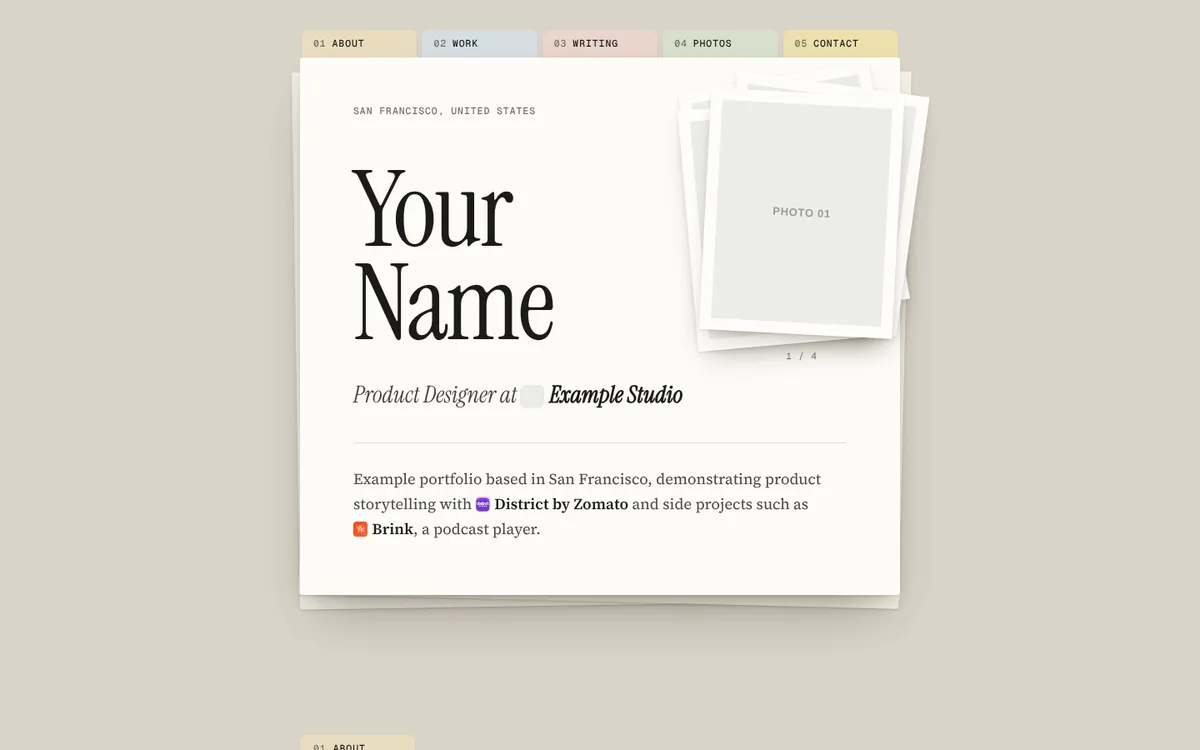 01 ABOUT
02 WORK
03 WRITING
04 PHOTOS
05 CONTACT
SAN FRANCISCO, UNITED STATES
PHOTO 01
Your
Name
1 / 4
Product Designer at Example Studio
Example portfolio based in San Francisco, demonstrating product
storytelling with District by Zomato and side projects such as
Brink, a podcast player.
01 ABOUT